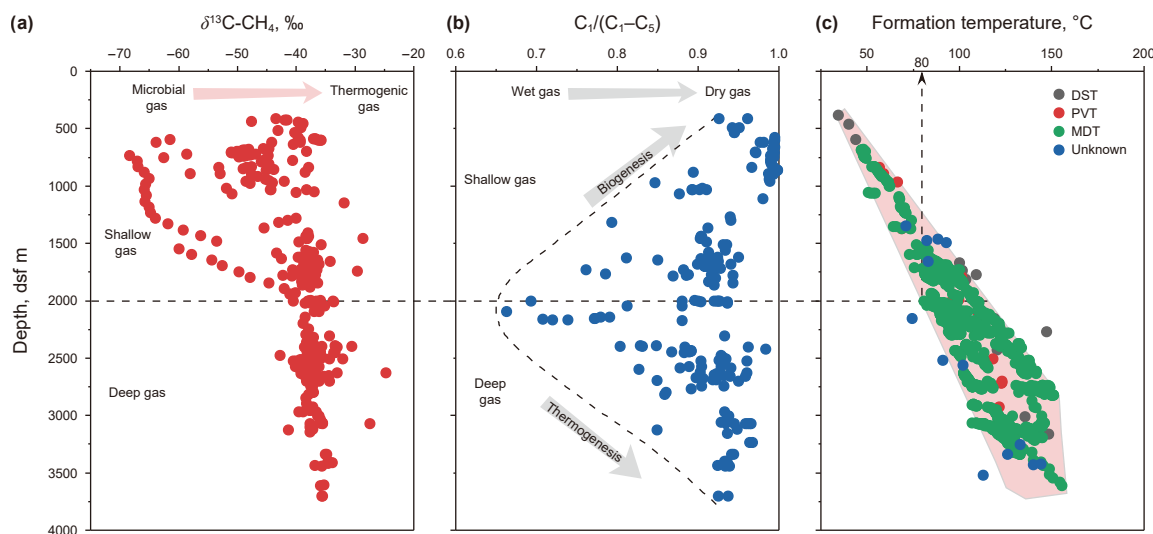 (a)
δ¹³C-CH₄, ‰
−70 −60 −50 −40 −30 −20
Depth, dsf m
0
500
1000
1500
2000
2500
3000
3500
4000
Microbial
gas
Thermogenic
gas
Shallow
gas
Deep gas
(b)
C₁/(C₁–C₅)
0.6 0.7 0.8 0.9 1.0
Wet gas
Dry gas
Shallow gas
Biogenesis
Deep
gas
Thermogenesis
(c)
Formation temperature, °C
50 80 100 150 200
DST
PVT
MDT
Unknown